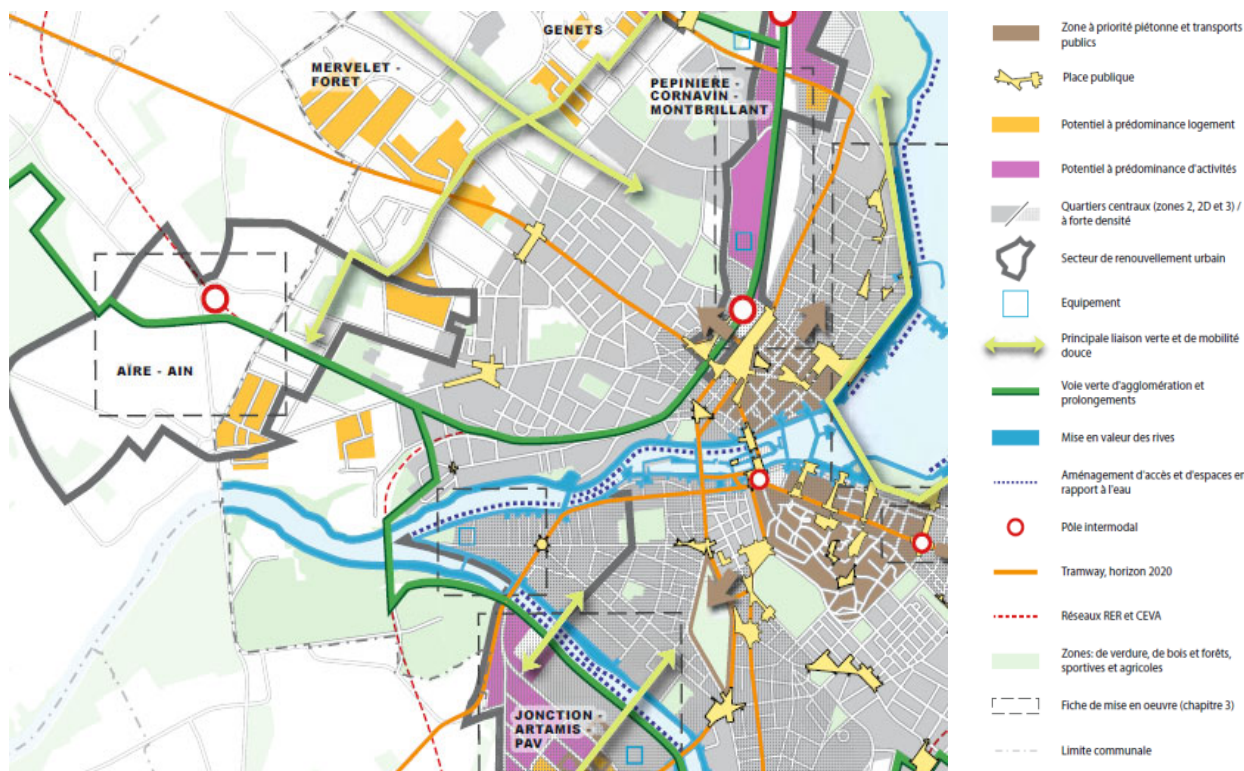 GENETS
MERVELET -
FORET
PEPINIERE -
CORNAVIN -
MONTBRILLANT
AÏRE - AIN
JONCTION -
ARTAMIS -
PAV
Zone à priorité piétonne et transports
publics
Place publique
Potentiel à prédominance logement
Potentiel à prédominance d'activités
Quartiers centraux (zones 2, 2D et 3) /
à forte densité
Secteur de renouvellement urbain
Equipement
Principale liaison verte et de mobilité
douce
Voie verte d'agglomération et
prolongements
Mise en valeur des rives
Aménagement d'accès et d'espaces en
rapport à l'eau
Pôle intermodal
Tramway, horizon 2020
Réseaux RER et CEVA
Zones: de verdure, de bois et forêts,
sportives et agricoles
Fiche de mise en oeuvre (chapitre 3)
Limite communale